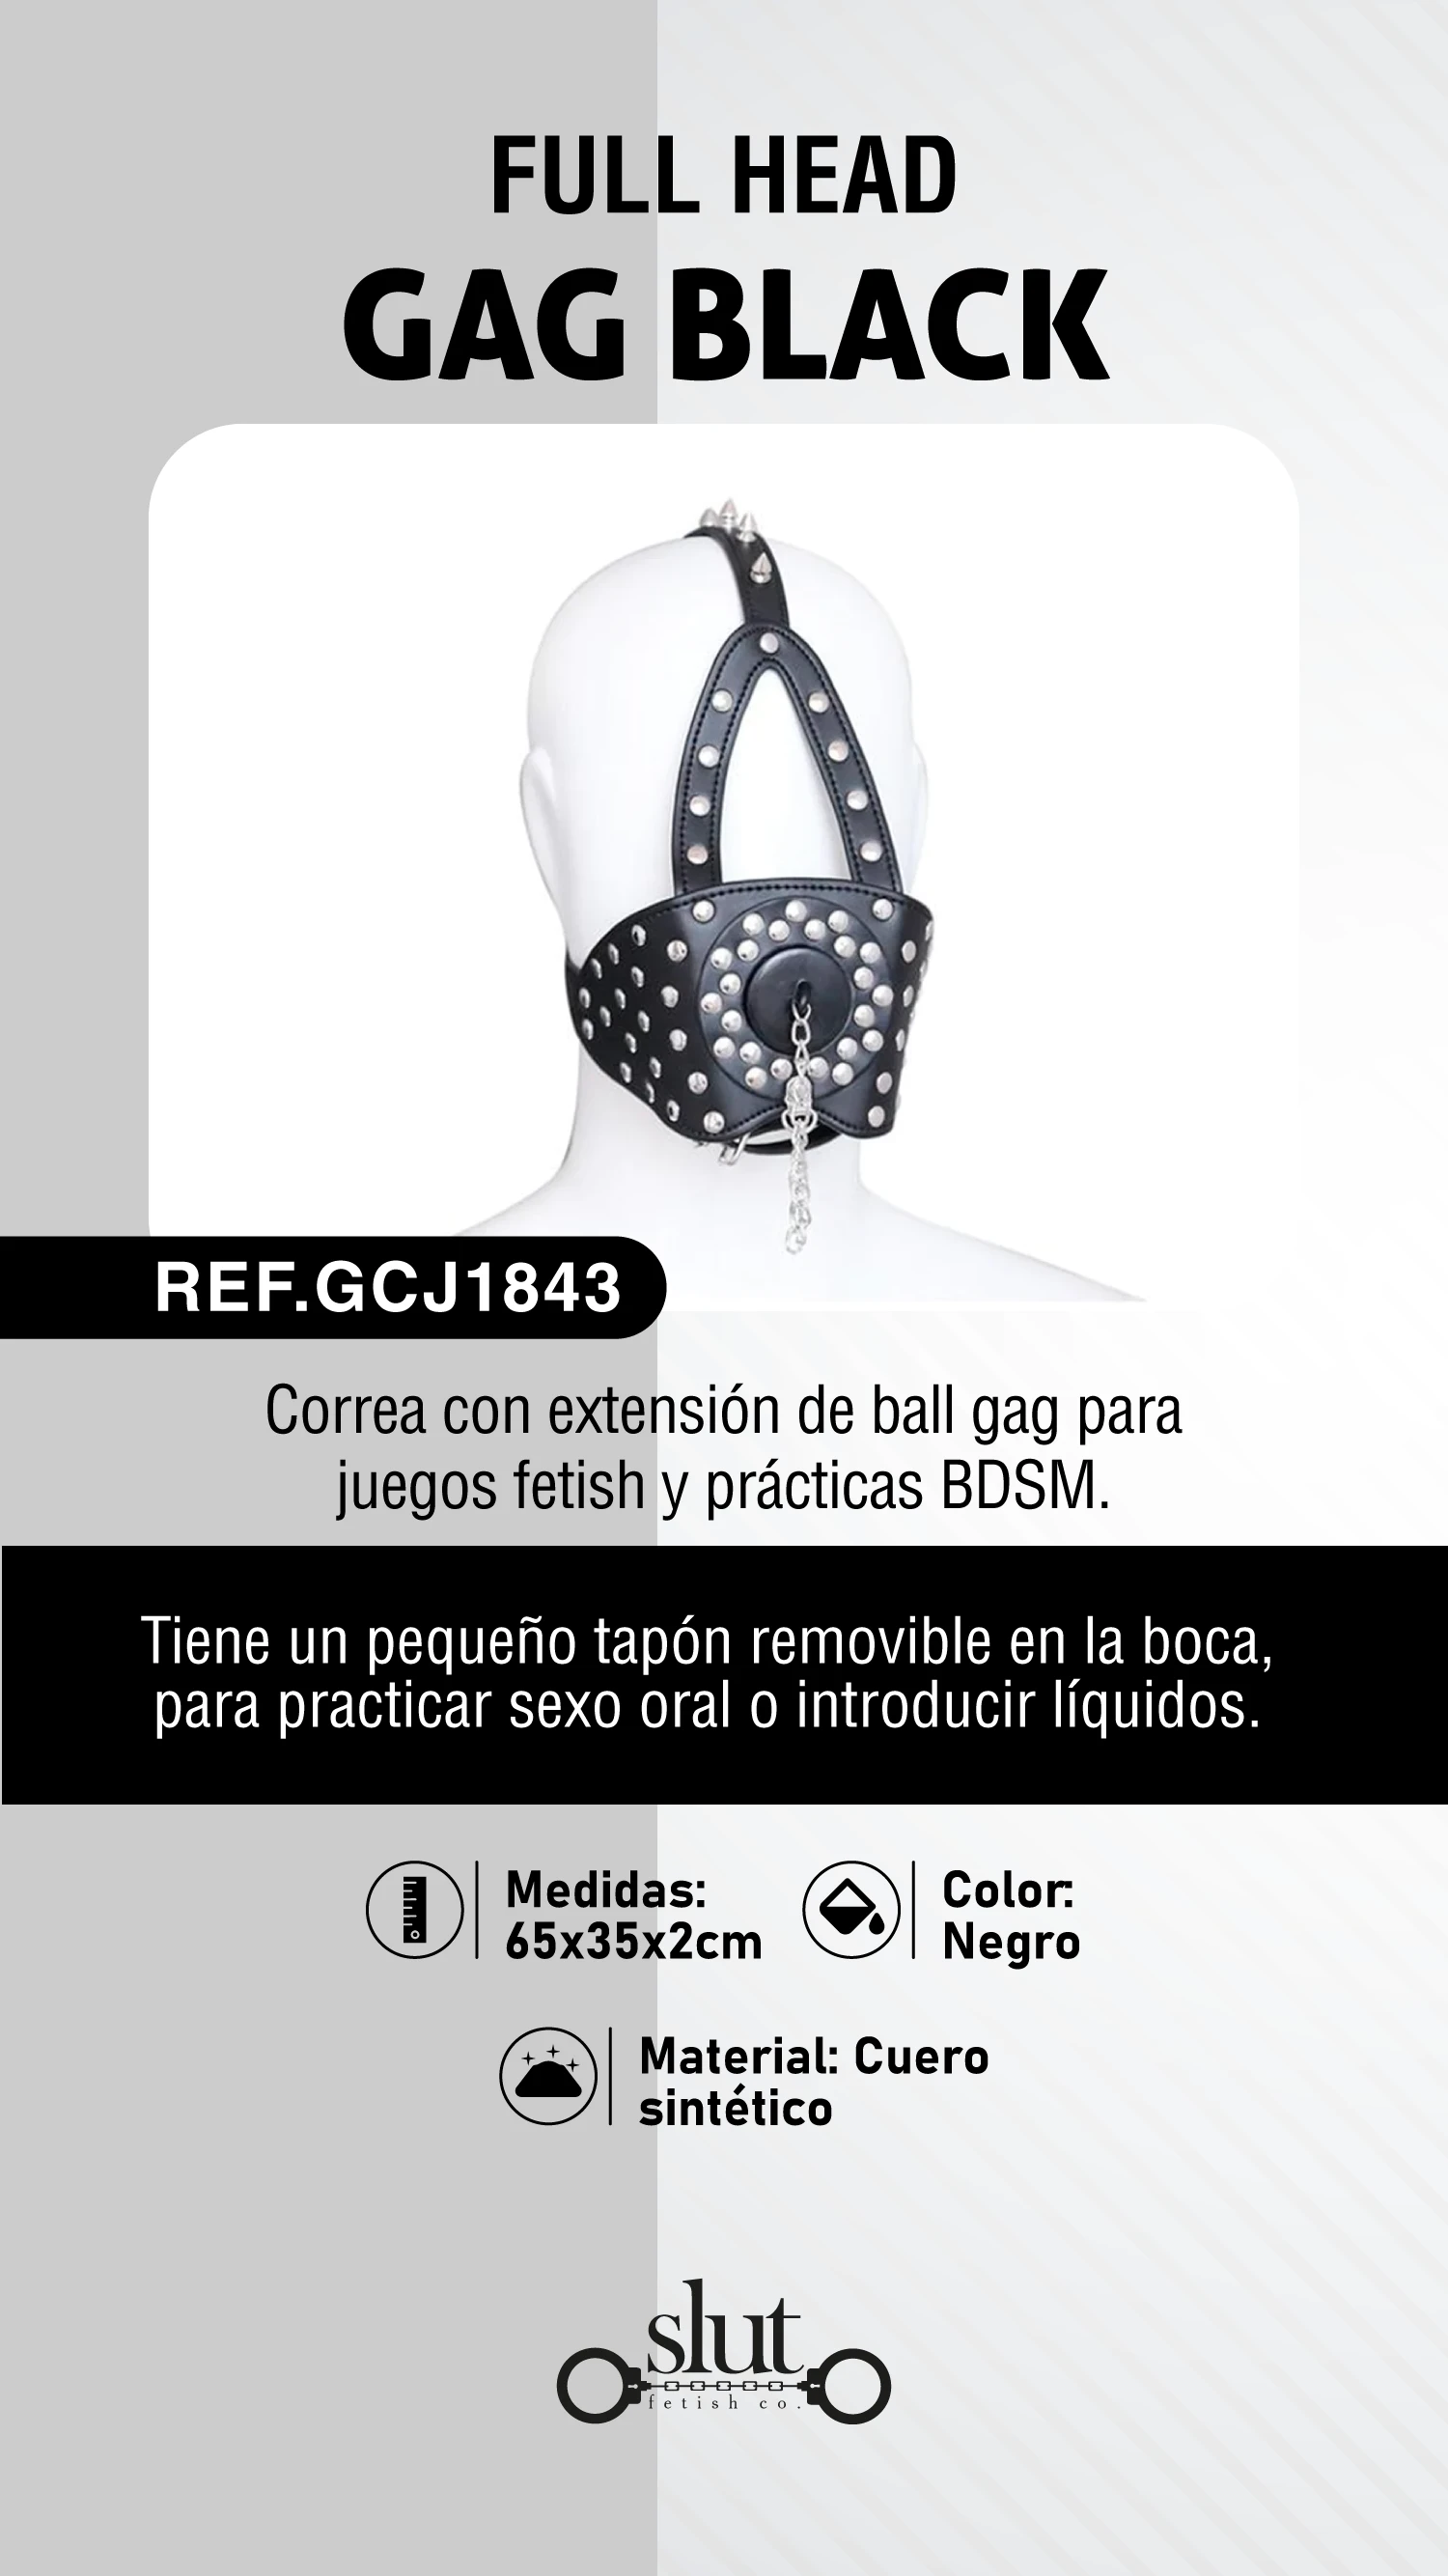 FULL HEAD
GAG BLACK
REF.GCJ1843
Correa con extensión de ball gag para
juegos fetish y prácticas BDSM.
Tiene un pequeño tapón removible en la boca,
para practicar sexo oral o introducir líquidos.
Medidas:
65x35x2cm
Color:
Negro
Material: Cuero
sintético
slut
fetish co.